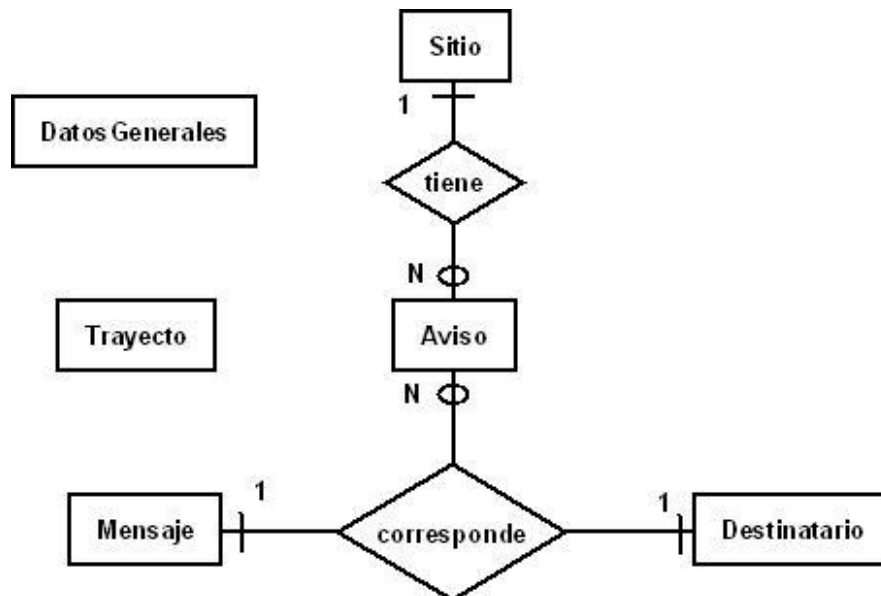 Sitio
1
Datos Generales
tiene
N
Trayecto
Aviso
N
1
1
Mensaje
corresponde
Destinatario